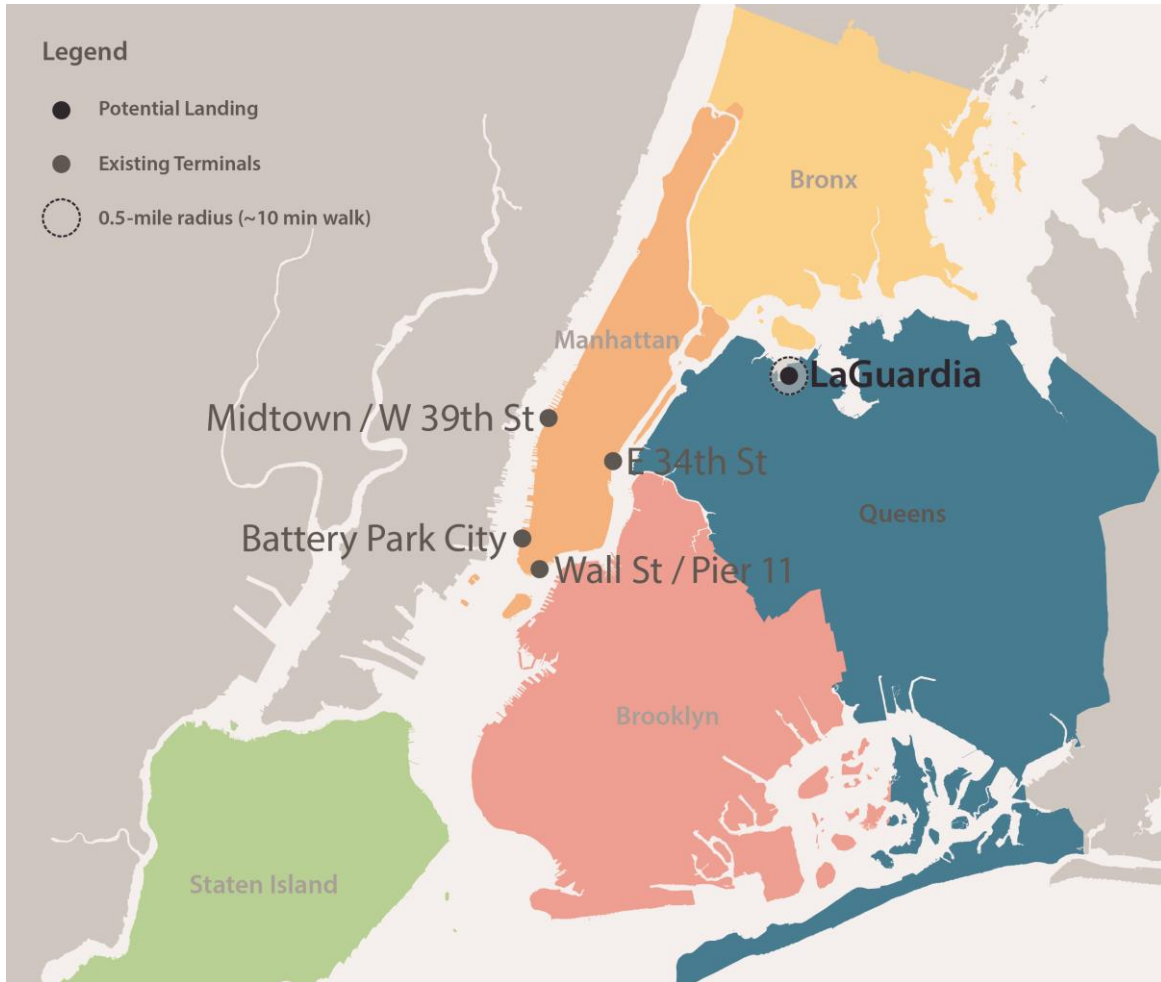 Legend
Potential Landing
Existing Terminals
0.5-mile radius (~10 min walk)
Bronx
Manhattan
LaGuardia
Midtown / W 39th St
E 34th St
Queens
Battery Park City
Wall St / Pier 11
Brooklyn
Staten Island